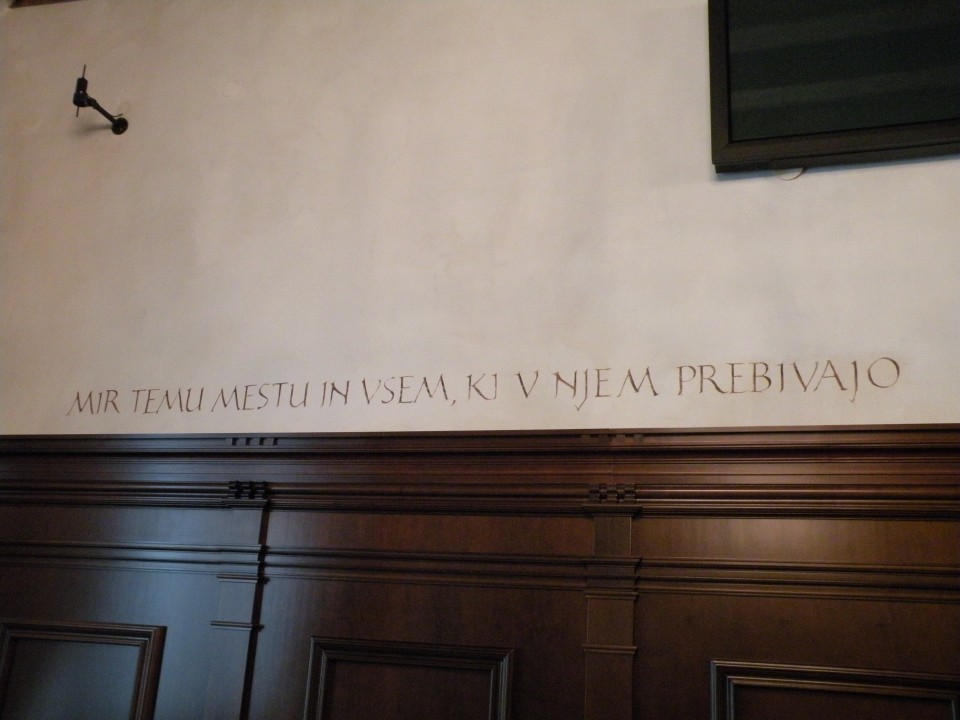 MIR TEMU MESTU IN VSEM, KI V NJEM PREBIVAJO